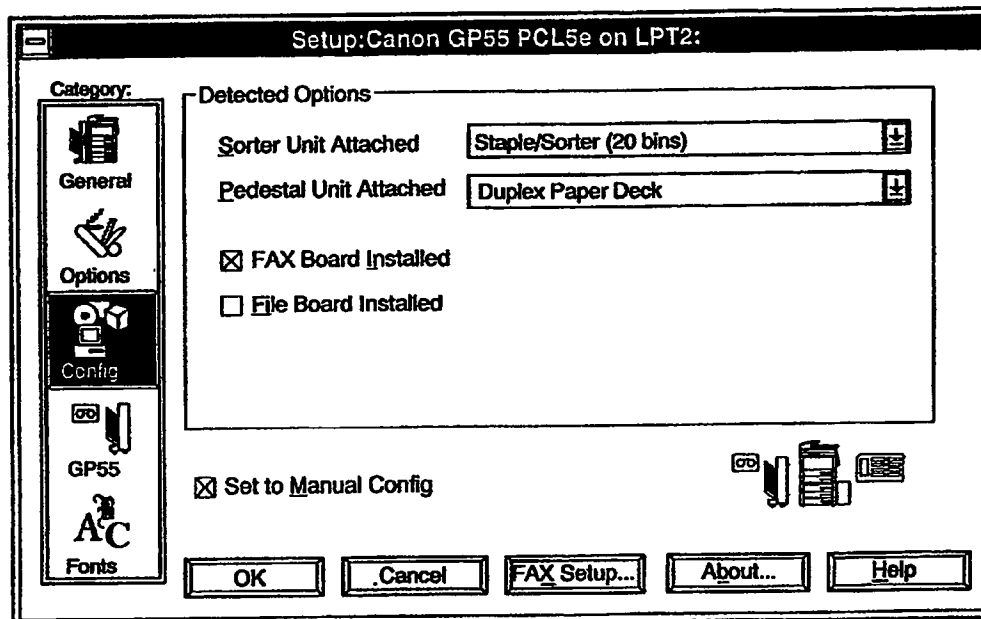 Setup:Canon GP55 PCL5e on LPT2:
Category:
General
Options
Config
GP55
Fonts
Detected Options
Sorter Unit Attached
Staple/Sorter (20 bins)
Pedestal Unit Attached
Duplex Paper Deck
FAX Board Installed
File Board Installed
Set to Manual Config
OK
.Cancel
FAX Setup...
About...
Help